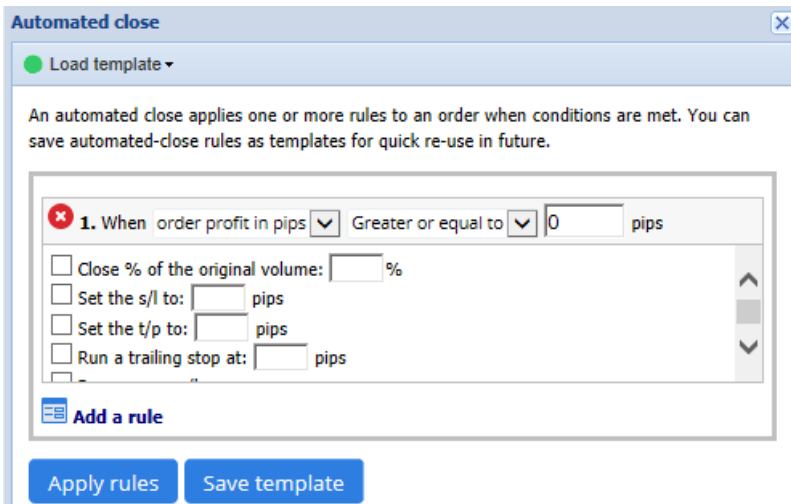 Automated close
Load template
An automated close applies one or more rules to an order when conditions are met. You can
save automated-close rules as templates for quick re-use in future.
1. When order profit in pips Greater or equal to 0 pips
Close % of the original volume: %
Set the s/l to: pips
Set the t/p to: pips
Run a trailing stop at: pips
Add a rule
Apply rules Save template